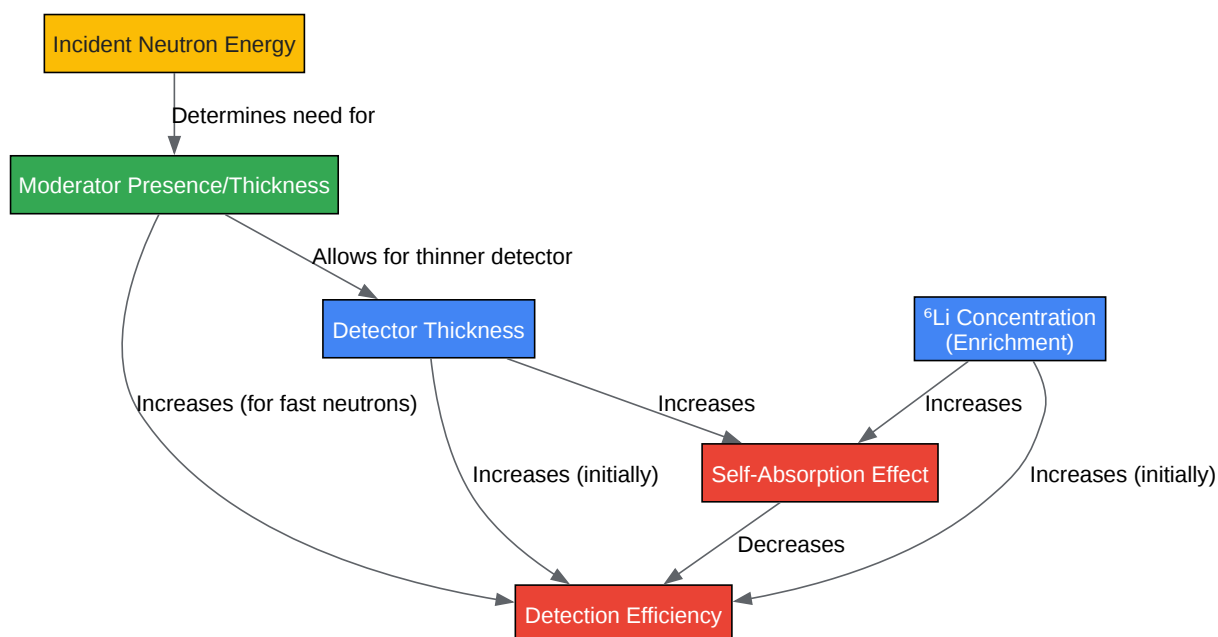 Incident Neutron Energy
Determines need for
Moderator Presence/Thickness
Allows for thinner detector
Detector Thickness
⁶Li Concentration
(Enrichment)
Increases (for fast neutrons)
Increases
Increases
Increases (initially)
Self-Absorption Effect
Increases (initially)
Decreases
Detection Efficiency